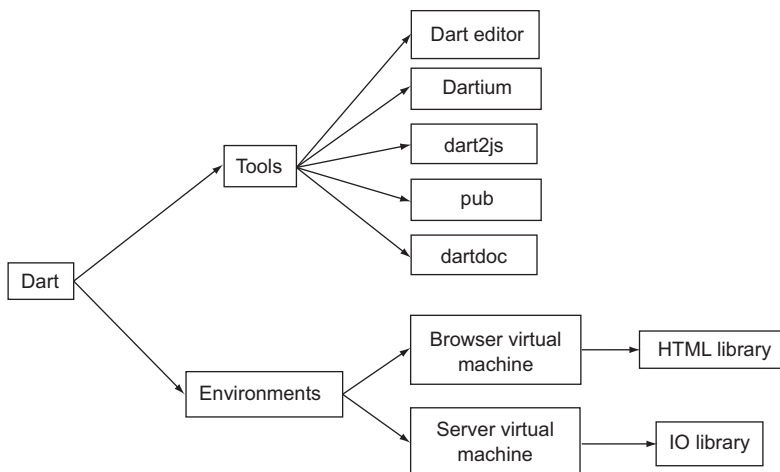 Dart editor
Dartium
dart2js
Tools
pub
dartdoc
Dart
Browser virtual
machine
HTML library
Environments
Server virtual
machine
IO library